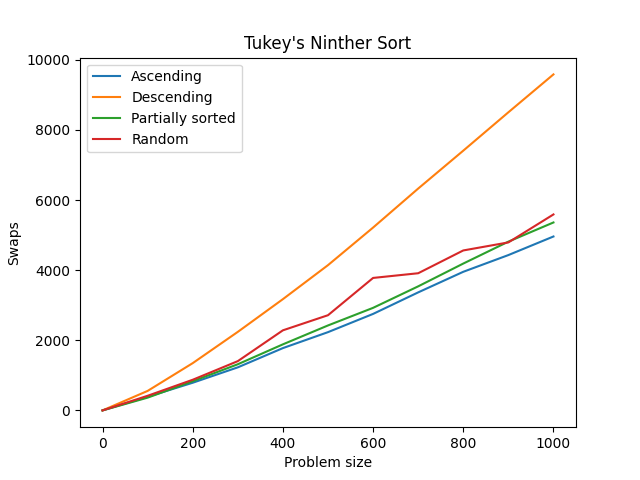 Tukey's Ninther Sort
10000
8000
6000
4000
2000
0
Swaps
Ascending
Descending
Partially sorted
Random
0 200 400 600 800 1000
Problem size